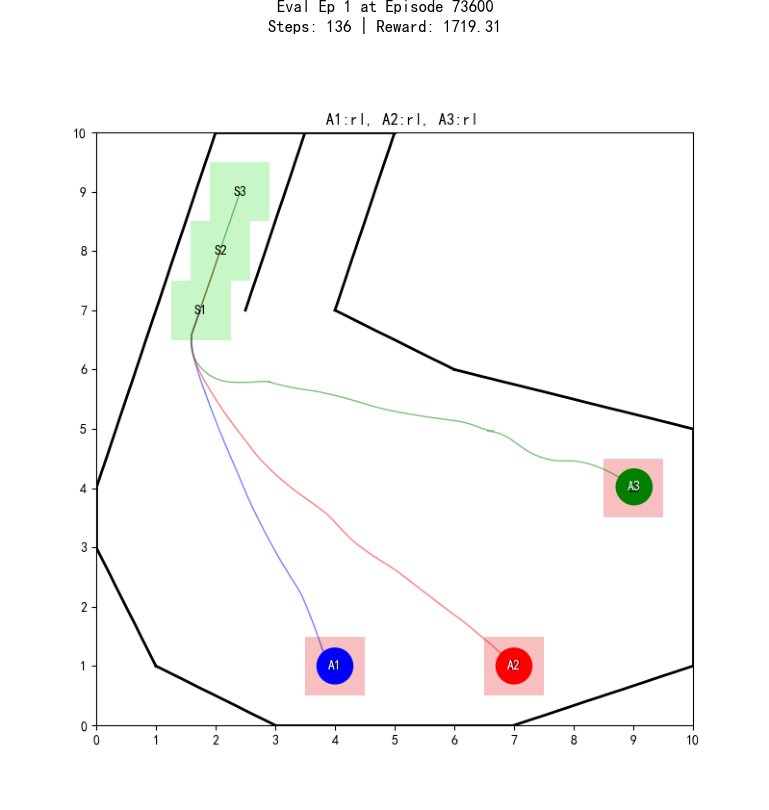 Eval Ep 1 at Episode 73600
Steps: 136 | Reward: 1719.31
A1:rl, A2:rl, A3:rl
10
9
8
7
6
5
4
3
2
1
0
S3
S2
S1
A3
A1
A2
0 1 2 3 4 5 6 7 8 9 10